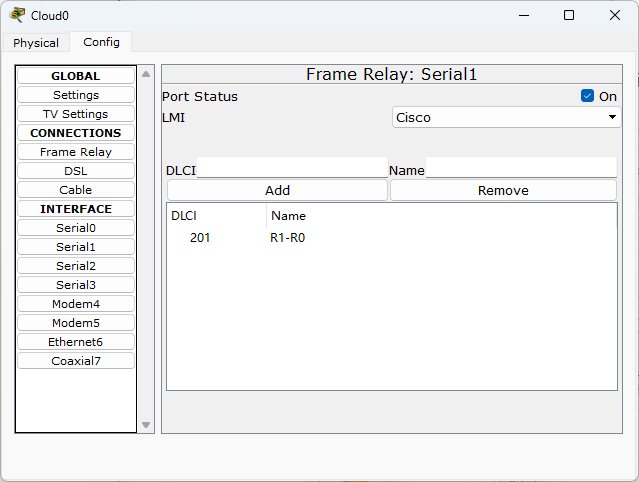 Cloud0
Physical Config
GLOBAL
Settings
TV Settings
CONNECTIONS
Frame Relay
DSL
Cable
INTERFACE
Serial0
Serial1
Serial2
Serial3
Modem4
Modem5
Ethernet6
Coaxial7
Frame Relay: Serial1
Port Status On
LMI Cisco
DLCI Name
Add Remove
DLCI Name
201 R1-R0